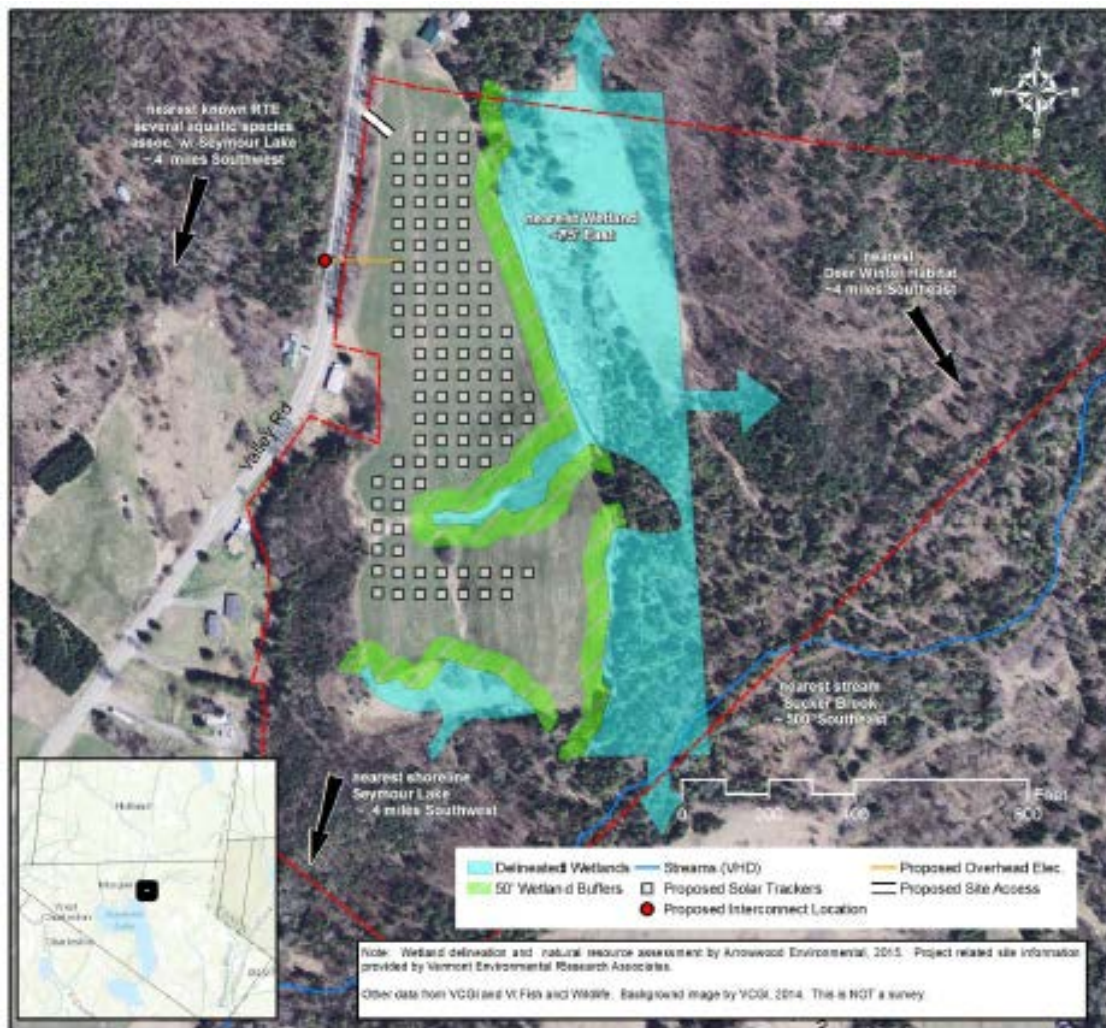 nearest known RTE
several aquatic species
assoc. w/ Seymour Lake
~.4 miles Southwest
N
W
E
S
nearest Wetland
~75' East
nearest
Deer Winter Habitat
~4 miles Southeast
Valley Rd
nearest stream
Sucker Brook
Southeast
nearest shoreline
Seymour Lake
miles Southwest
0
200
400
800
Feet
Holland
Charleston
Delineated Wetlands
Streams (VHD)
Proposed Overhead Elec.
50' Wetland Buffers
Proposed Solar Trackers
Proposed Site Access
Proposed Interconnect Location
Note: Wetland delineation and natural resource assessment by Arrowwood Environmental, 2015. Project related site information
provided by Vermont Environmental Research Associates.
Other data from VCGI and Vt Fish and Wildlife. Background image by VCGI, 2014. This is NOT a survey.